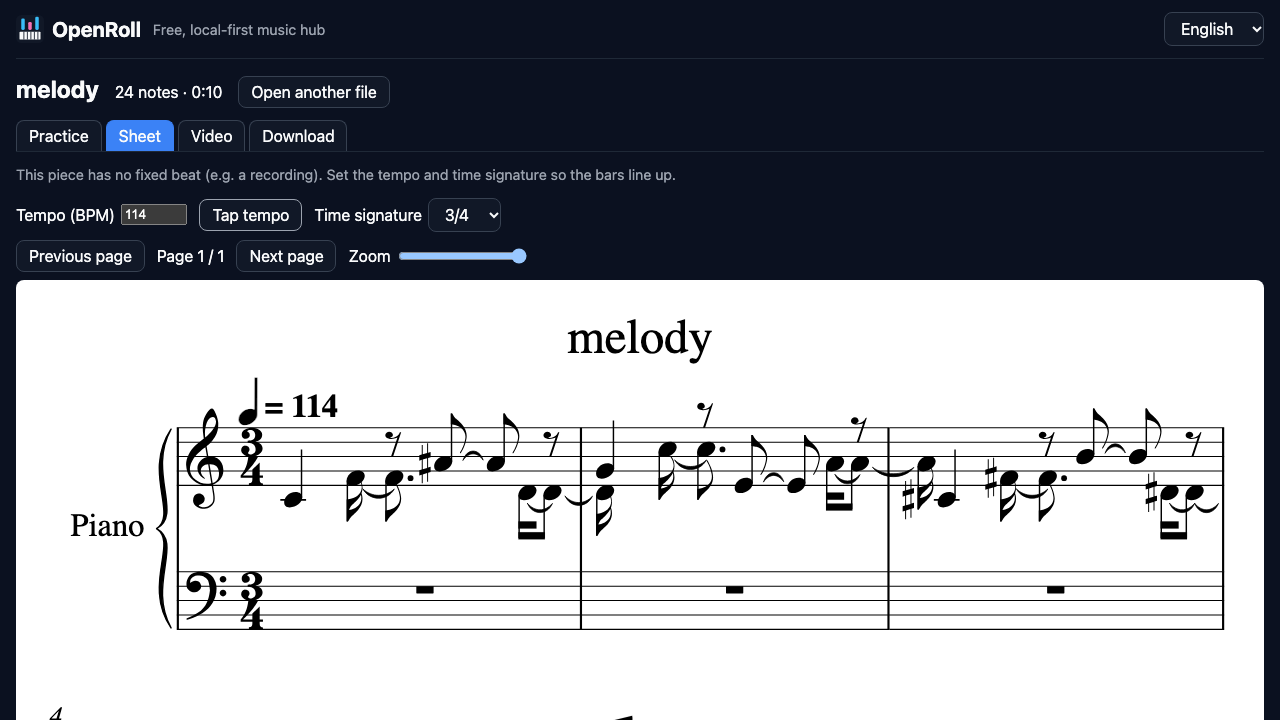 OpenRoll Free, local-first music hub English
melody 24 notes · 0:10 Open another file
Practice Sheet Video Download
This piece has no fixed beat (e.g. a recording). Set the tempo and time signature so the bars line up.
Tempo (BPM) 114 Tap tempo Time signature 3/4
Previous page Page 1 / 1 Next page Zoom
melody
= 114
3
4
Piano
3
4
4